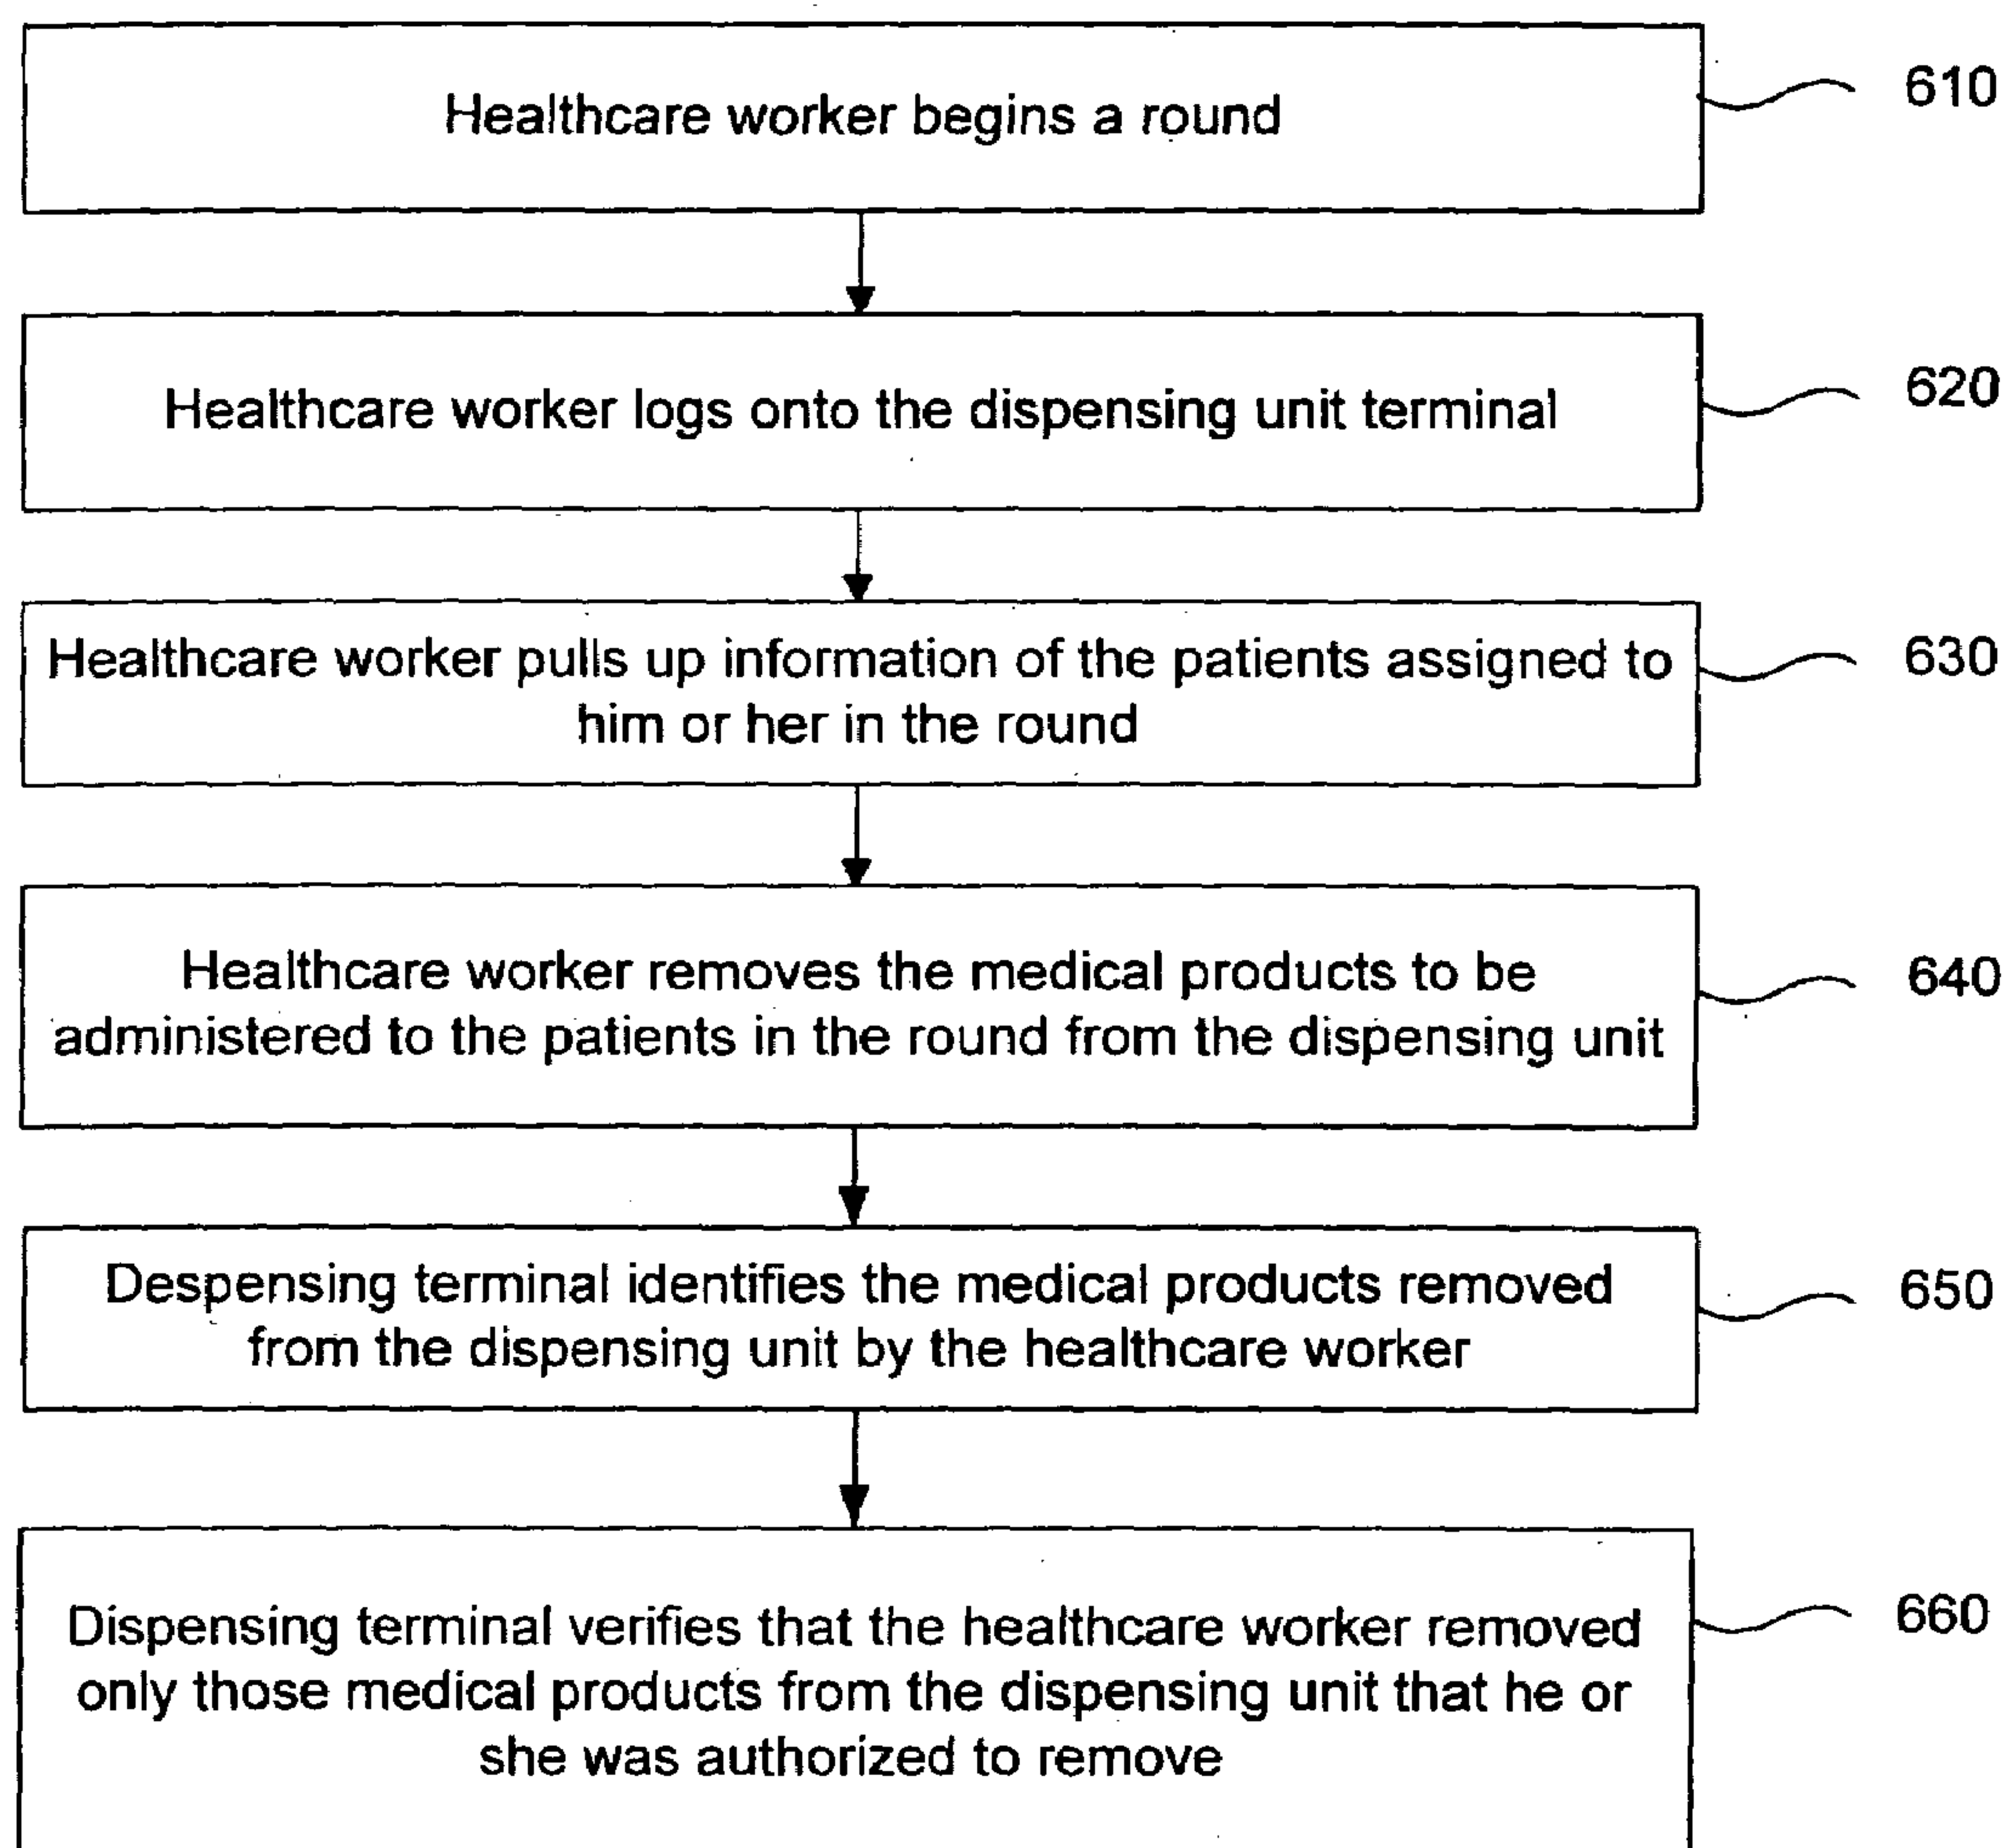 Healthcare worker begins a round
610
Healthcare worker logs onto the dispensing unit terminal
620
Healthcare worker pulls up information of the patients assigned to
him or her in the round
630
Healthcare worker removes the medical products to be
administered to the patients in the round from the dispensing unit
640
Despensing terminal identifies the medical products removed
from the dispensing unit by the healthcare worker
650
Dispensing terminal verifies that the healthcare worker removed
only those medical products from the dispensing unit that he or
she was authorized to remove
660